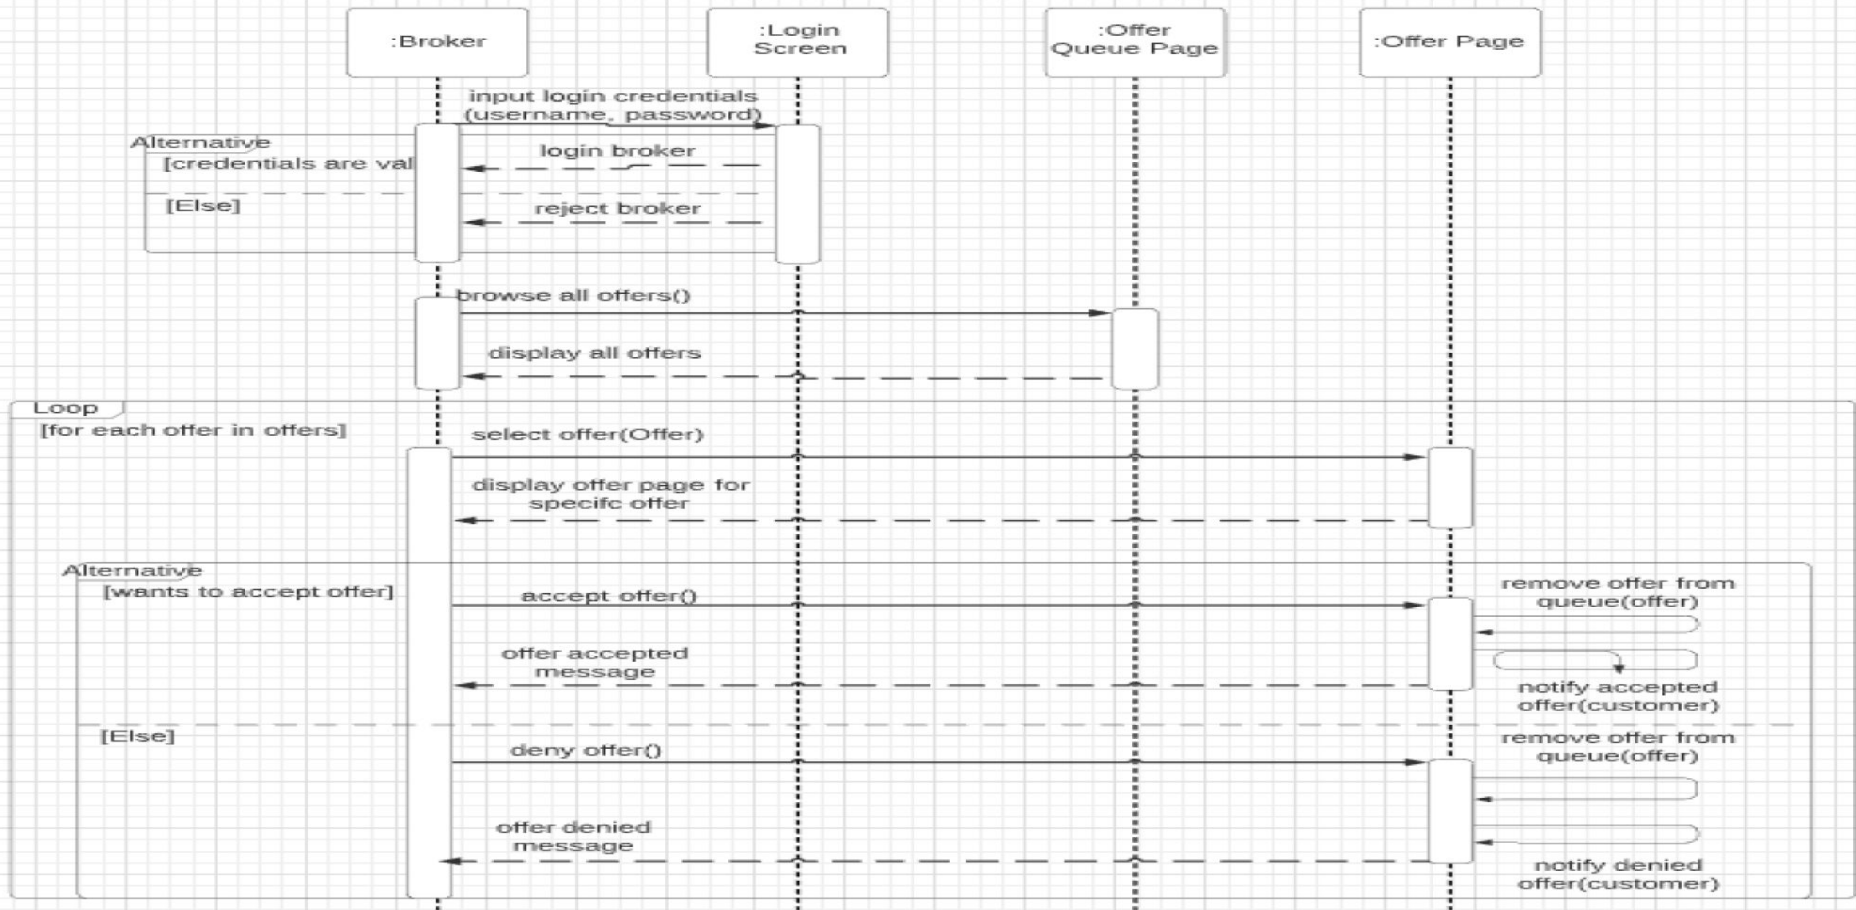 :Broker
:Login
Screen
:Offer
Queue Page
:Offer Page
input login credentials
(username, password)
Alternative
[credentials are val
login broker
[Else]
reject broker
browse all offers()
display all offers
Loop
[for each offer in offers]
select offer(Offer)
display offer page for
specifc offer
Alternative
[wants to accept offer]
accept offer()
remove offer from
queue(offer)
offer accepted
message
notify accepted
offer(customer)
[Else]
deny offer()
remove offer from
queue(offer)
offer denied
message
notify denied
offer(customer)